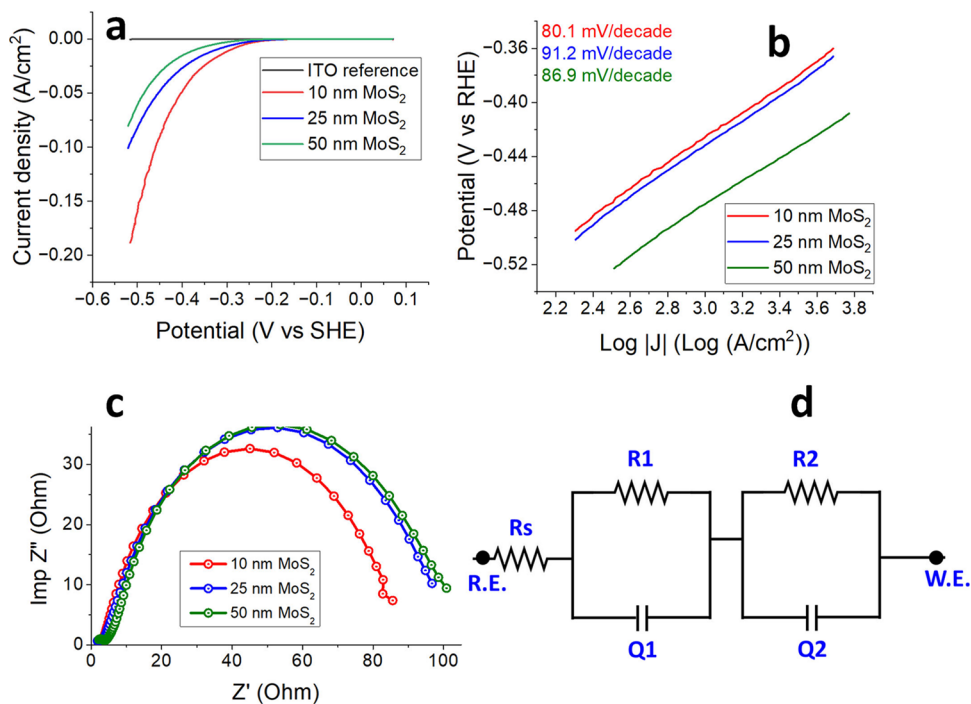 a
0.00
−0.05
−0.10
−0.15
−0.20
Current density (A/cm²)
ITO reference
10 nm MoS₂
25 nm MoS₂
50 nm MoS₂
−0.6 −0.5 −0.4 −0.3 −0.2 −0.1 0.0 0.1
Potential (V vs SHE)
b
80.1 mV/decade
91.2 mV/decade
86.9 mV/decade
−0.36
−0.40
−0.44
−0.48
−0.52
Potential (V vs RHE)
10 nm MoS₂
25 nm MoS₂
50 nm MoS₂
2.2 2.4 2.6 2.8 3.0 3.2 3.4 3.6 3.8
Log |J| (Log (A/cm²))
c
30
20
10
0
Imp Z" (Ohm)
10 nm MoS₂
25 nm MoS₂
50 nm MoS₂
0 20 40 60 80 100
Z' (Ohm)
d
R1
R2
Rs
R.E.
W.E.
Q1
Q2